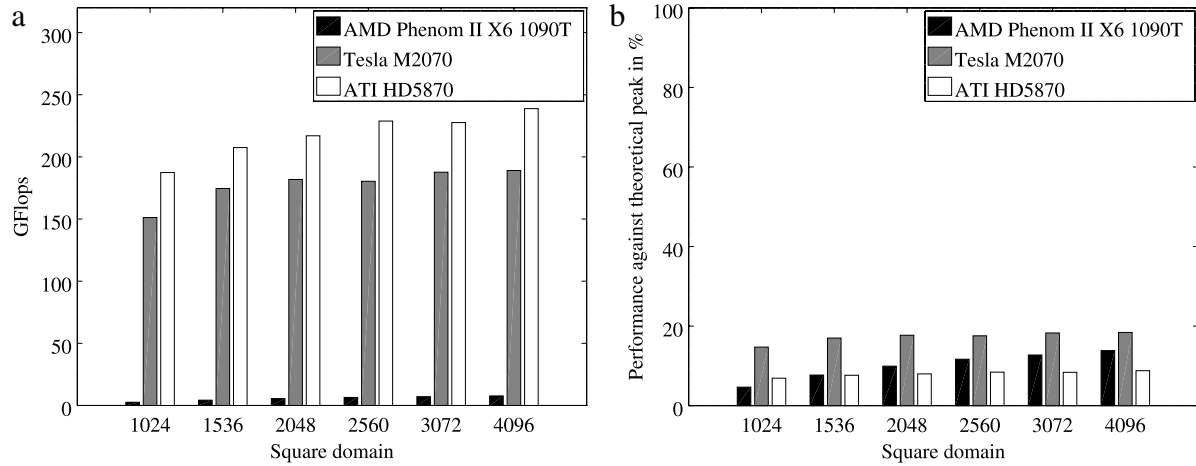 a
300
250
200
150
100
50
0
GFlops
AMD Phenom II X6 1090T
Tesla M2070
ATI HD5870
1024 1536 2048 2560 3072 4096
Square domain
b
100
80
60
40
20
0
Performance against theoretical peak in %
AMD Phenom II X6 1090T
Tesla M2070
ATI HD5870
1024 1536 2048 2560 3072 4096
Square domain